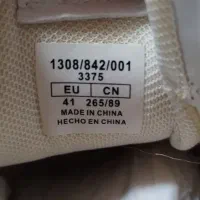 1308/842/001
3375
EU CN
41 265/89
MADE IN CHINA
HECHO EN CHINA